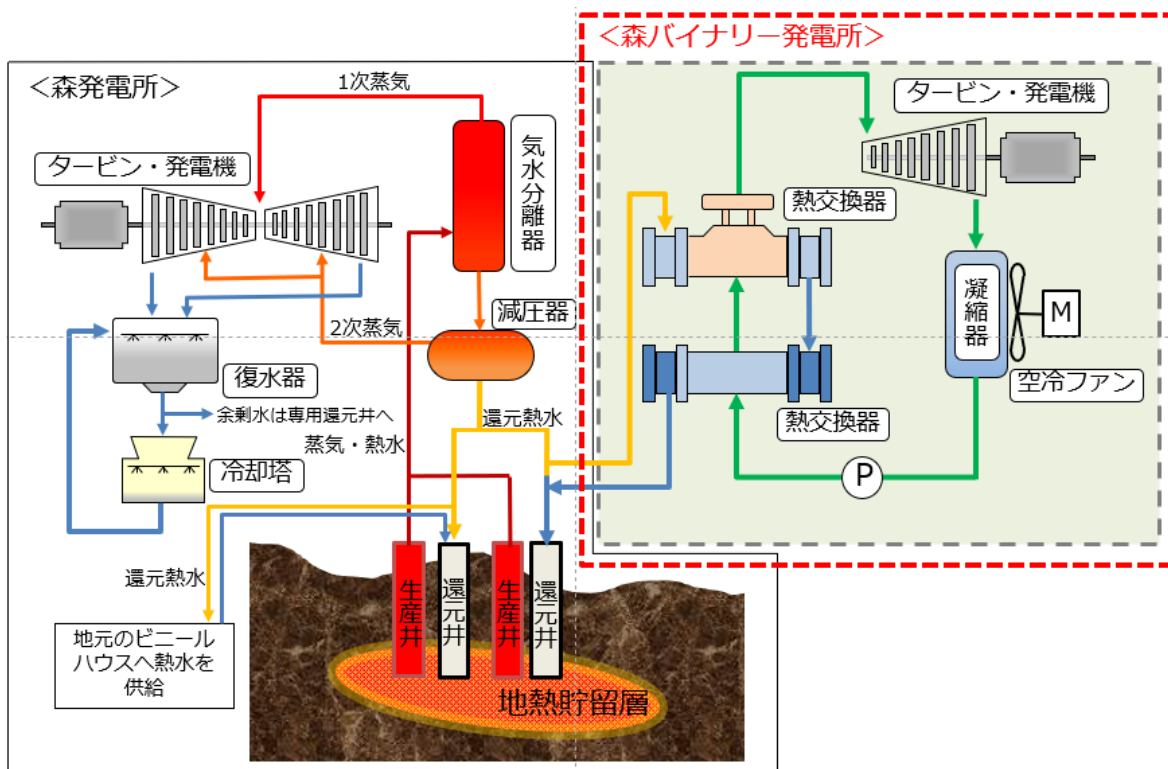 <森バイナリー発電所>
<森発電所>
1次蒸気
タービン・発電機
気水分離器
タービン・発電機
熱交換器
減圧器
2次蒸気
凝縮器
M
復水器
空冷ファン
余剰水は専用還元井へ
還元熱水
熱交換器
蒸気・熱水
冷却塔
P
還元熱水
生産井
還元井
生産井
還元井
地元のビニール
ハウスへ熱水を
供給
地熱貯留層